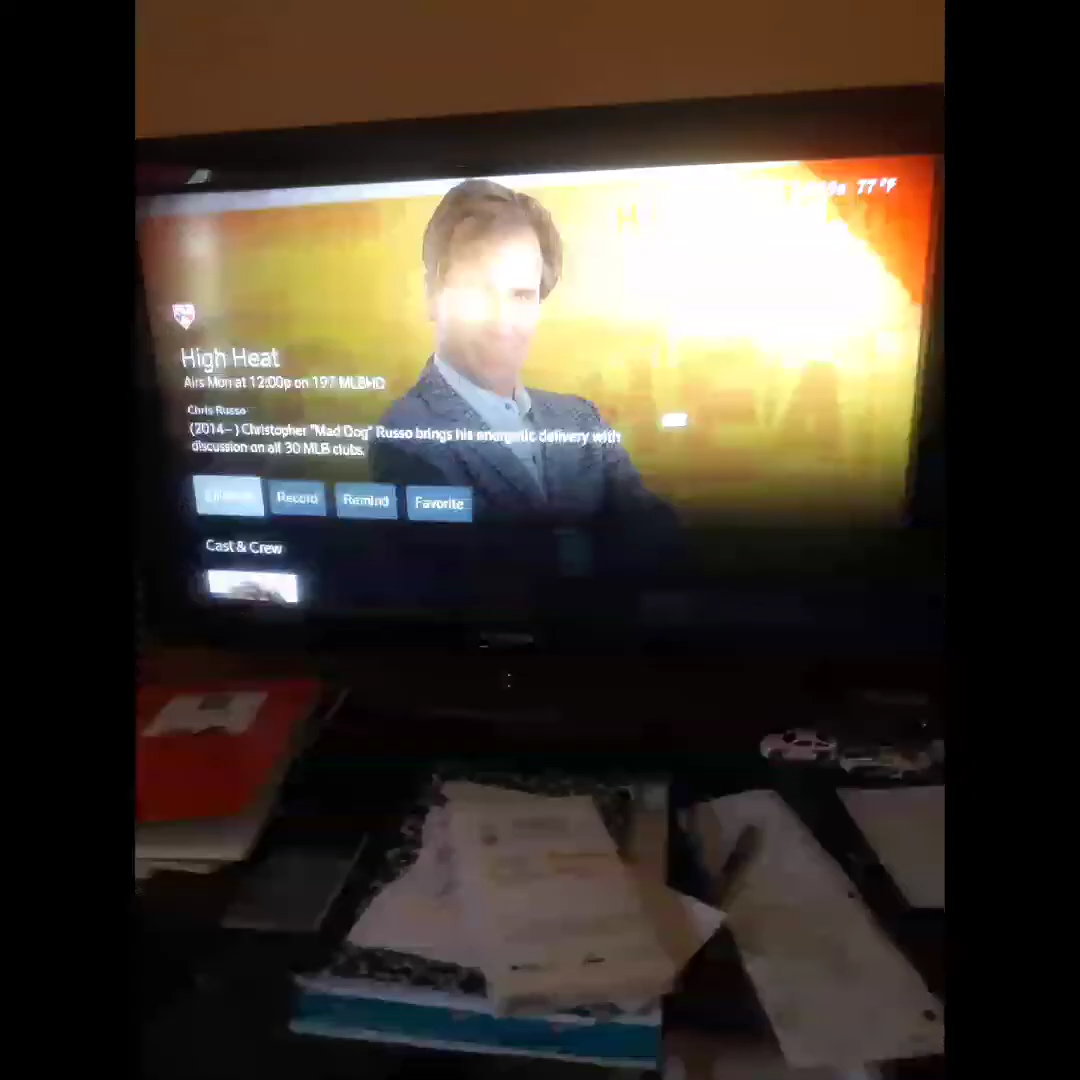 77°F
High Heat
Airs Mon at 12:00p on 197 MLBHD
Chris Russo
(2014– ) Christopher "Mad Dog" Russo brings his energetic delivery with
discussion on all 30 MLB clubs.
Record Remind Favorite
Cast & Crew